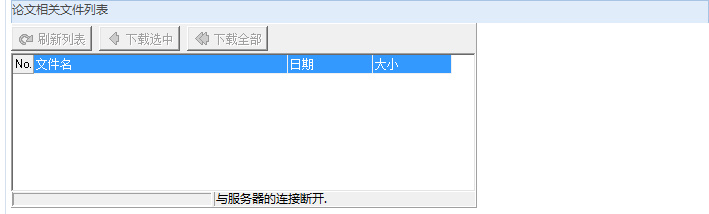 论文相关文件列表
刷新列表 下载选中 下载全部
No. 文件名 日期 大小
与服务器的连接断开.